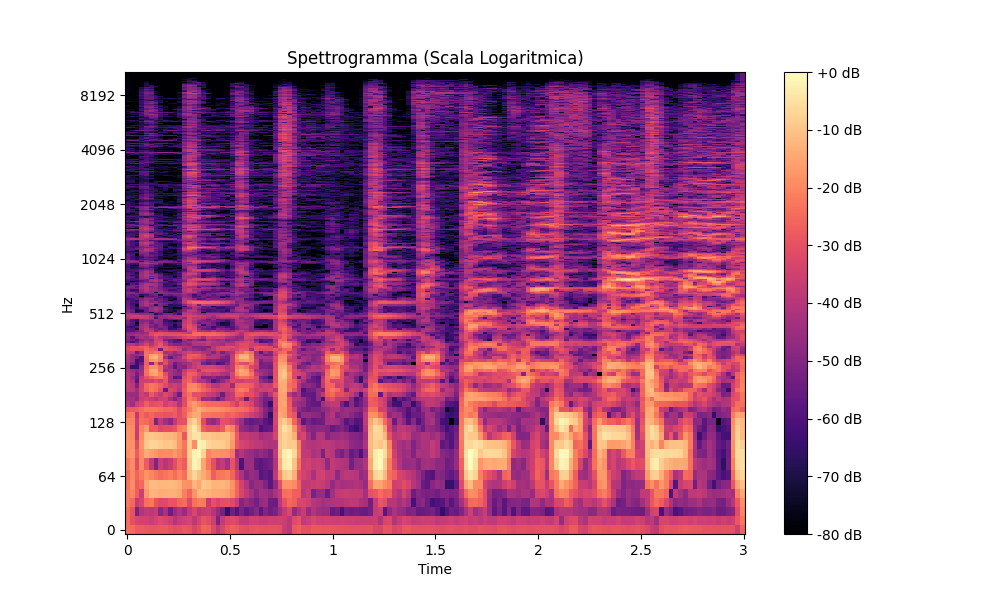 Spettrogramma (Scala Logaritmica)
Hz
8192
4096
2048
1024
512
256
128
64
0
0 0.5 1 1.5 2 2.5 3
Time
+0 dB
-10 dB
-20 dB
-30 dB
-40 dB
-50 dB
-60 dB
-70 dB
-80 dB